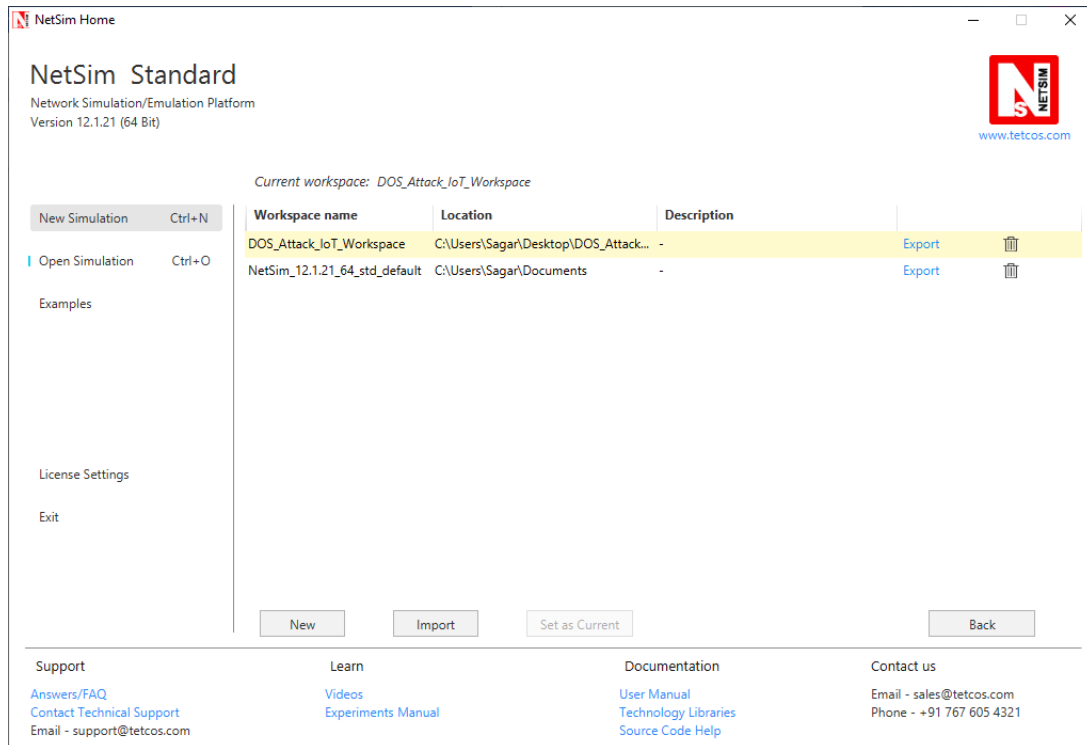 NetSim Home
NetSim Standard
Network Simulation/Emulation Platform
Version 12.1.21 (64 Bit)
NETSIM
Ns
www.tetcos.com
Current workspace: DOS_Attack_IoT_Workspace
New Simulation Ctrl+N
Open Simulation Ctrl+O
Examples
License Settings
Exit
Workspace name Location Description
DOS_Attack_IoT_Workspace C:\Users\Sagar\Desktop\DOS_Attack... - Export
NetSim_12.1.21_64_std_default C:\Users\Sagar\Documents - Export
New Import Set as Current Back
Support
Answers/FAQ
Contact Technical Support
Email - support@tetcos.com
Learn
Videos
Experiments Manual
Documentation
User Manual
Technology Libraries
Source Code Help
Contact us
Email - sales@tetcos.com
Phone - +91 767 605 4321